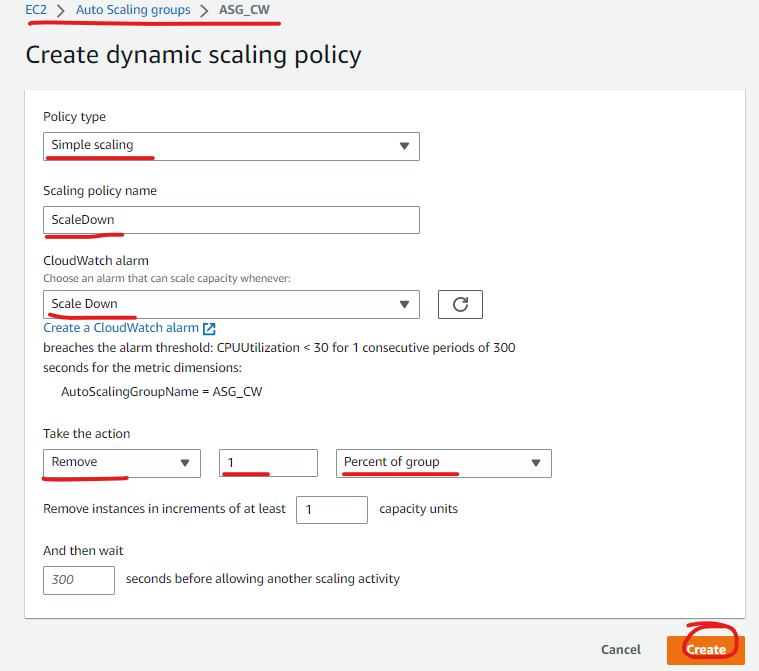 EC2 > Auto Scaling groups > ASG_CW
Create dynamic scaling policy
Policy type
Simple scaling
Scaling policy name
ScaleDown
CloudWatch alarm
Choose an alarm that can scale capacity whenever:
Scale Down
Create a CloudWatch alarm
breaches the alarm threshold: CPUUtilization < 30 for 1 consecutive periods of 300
seconds for the metric dimensions:
AutoScalingGroupName = ASG_CW
Take the action
Remove 1 Percent of group
Remove instances in increments of at least 1 capacity units
And then wait
300 seconds before allowing another scaling activity
Cancel Create